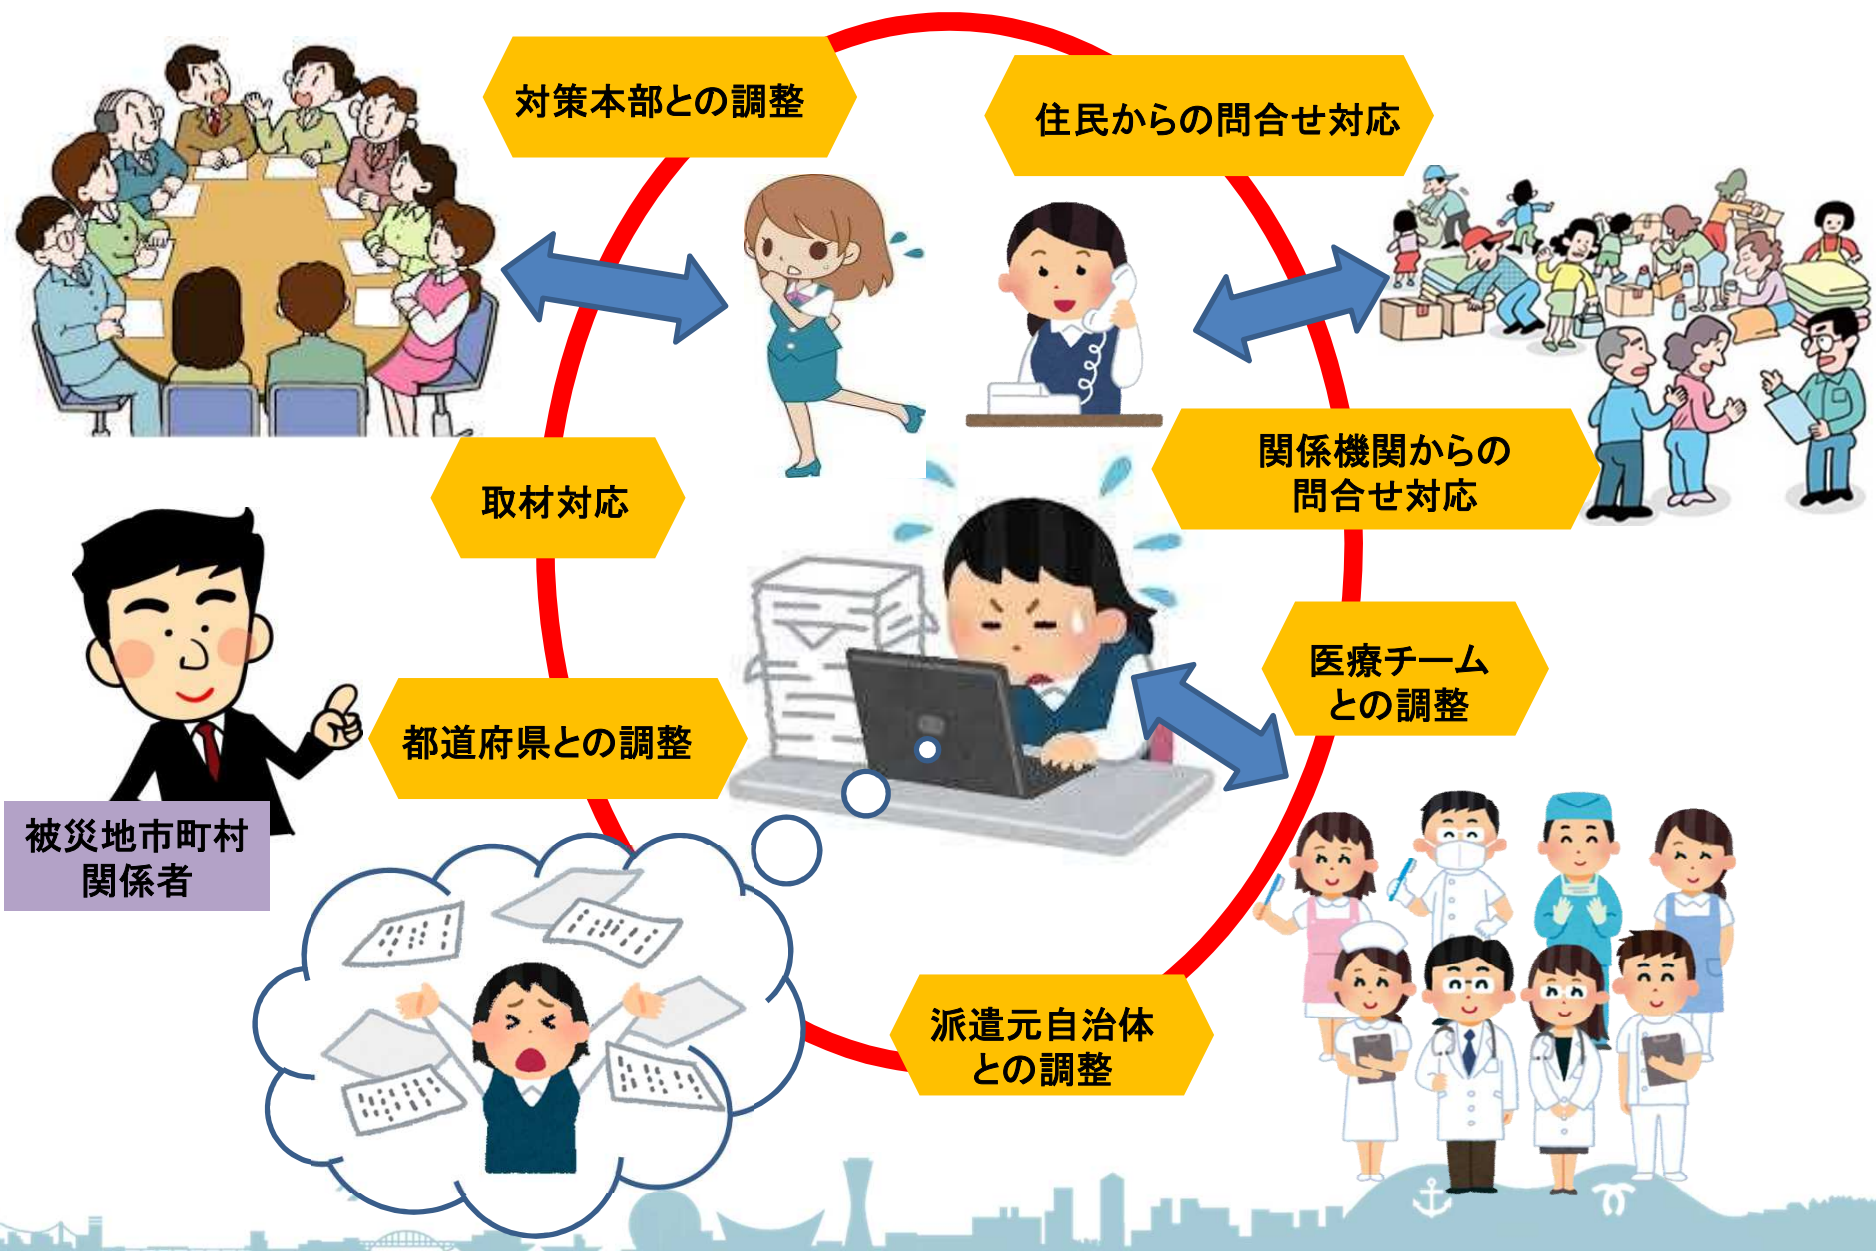 対策本部との調整
住民からの問合せ対応
関係機関からの
問合せ対応
取材対応
医療チーム
との調整
都道府県との調整
被災地市町村
関係者
派遣元自治体
との調整